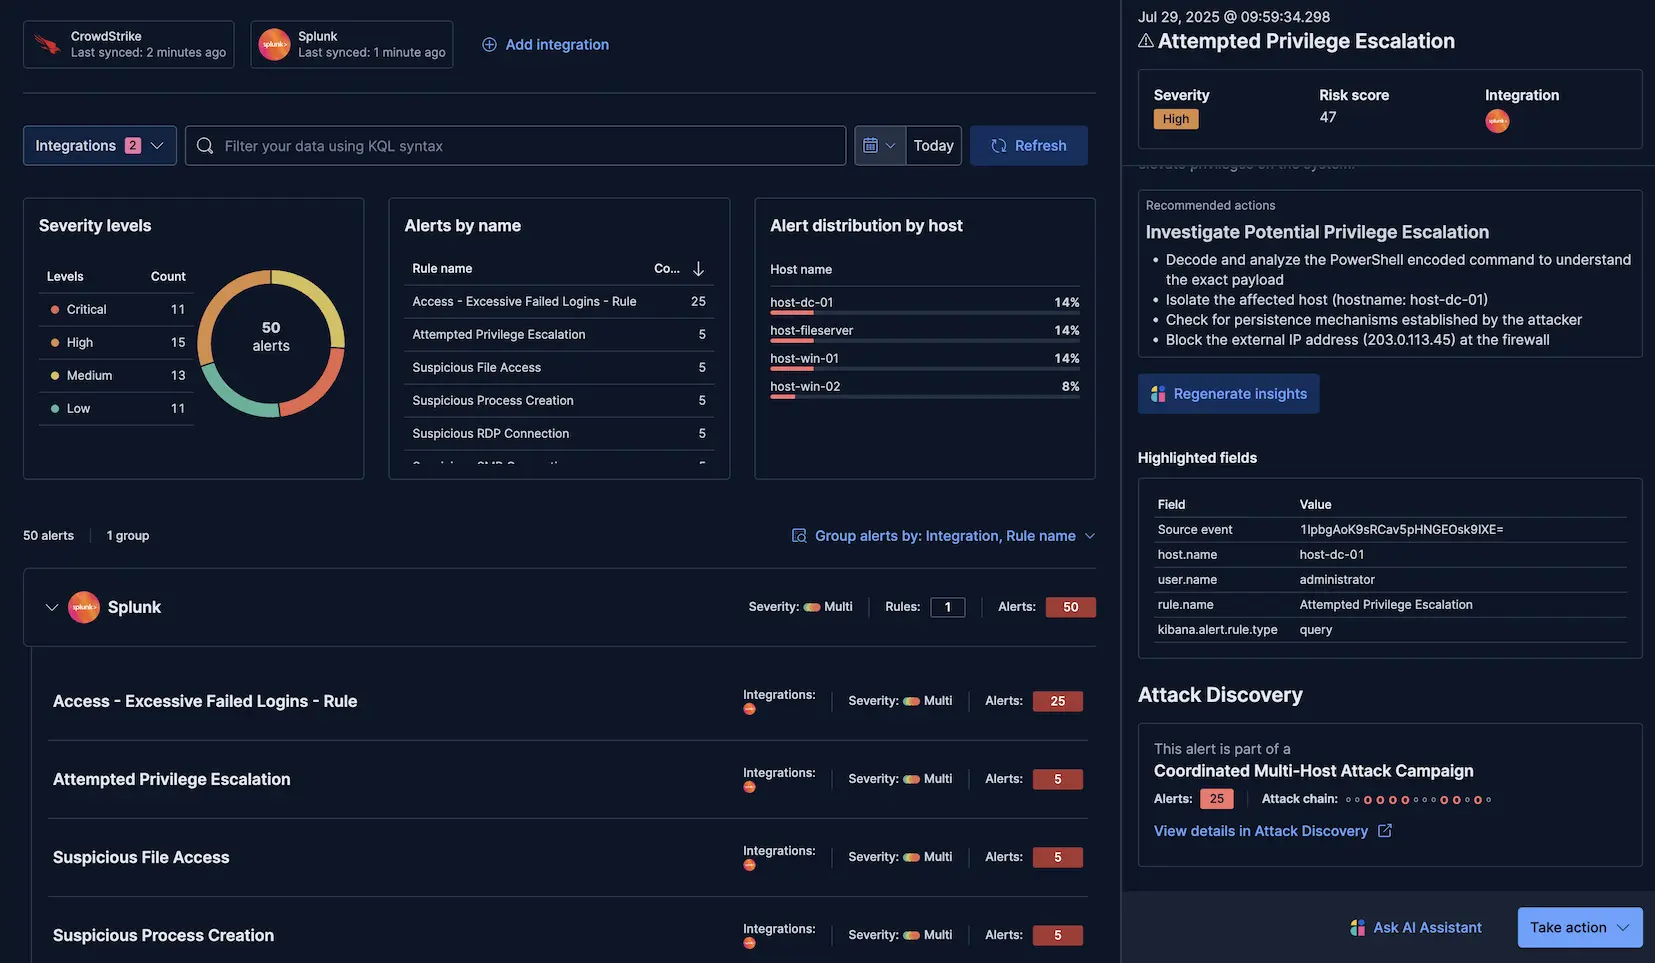 CrowdStrike
Last synced: 2 minutes ago
splunk>
Splunk
Last synced: 1 minute ago
Add integration
Integrations 2
Filter your data using KQL syntax
Today
Refresh
Severity levels
Levels Count
Critical 11
High 15
Medium 13
Low 11
50
alerts
Alerts by name
Rule name Co...
Access - Excessive Failed Logins - Rule 25
Attempted Privilege Escalation 5
Suspicious File Access 5
Suspicious Process Creation 5
Suspicious RDP Connection 5
Alert distribution by host
Host name
host-dc-01 14%
host-fileserver 14%
host-win-01 14%
host-win-02 8%
50 alerts 1 group
Group alerts by: Integration, Rule name
splunk>
Splunk
Severity: Multi Rules: 1 Alerts: 50
Access - Excessive Failed Logins - Rule
Integrations:
Severity: Multi Alerts: 25
Attempted Privilege Escalation
Integrations:
Severity: Multi Alerts: 5
Suspicious File Access
Integrations:
Severity: Multi Alerts: 5
Suspicious Process Creation
Integrations:
Severity: Multi Alerts: 5
Jul 29, 2025 @ 09:59:34.298
Attempted Privilege Escalation
Severity Risk score Integration
High 47 splunk>
elevate privileges on the system.
Recommended actions
Investigate Potential Privilege Escalation
• Decode and analyze the PowerShell encoded command to understand
the exact payload
• Isolate the affected host (hostname: host-dc-01)
• Check for persistence mechanisms established by the attacker
• Block the external IP address (203.0.113.45) at the firewall
Regenerate insights
Highlighted fields
Field Value
Source event 1lpbgAoK9sRCav5pHNGEOsk9IXE=
host.name host-dc-01
user.name administrator
rule.name Attempted Privilege Escalation
kibana.alert.rule.type query
Attack Discovery
This alert is part of a
Coordinated Multi-Host Attack Campaign
Alerts: 25 Attack chain:
View details in Attack Discovery
Ask AI Assistant
Take action